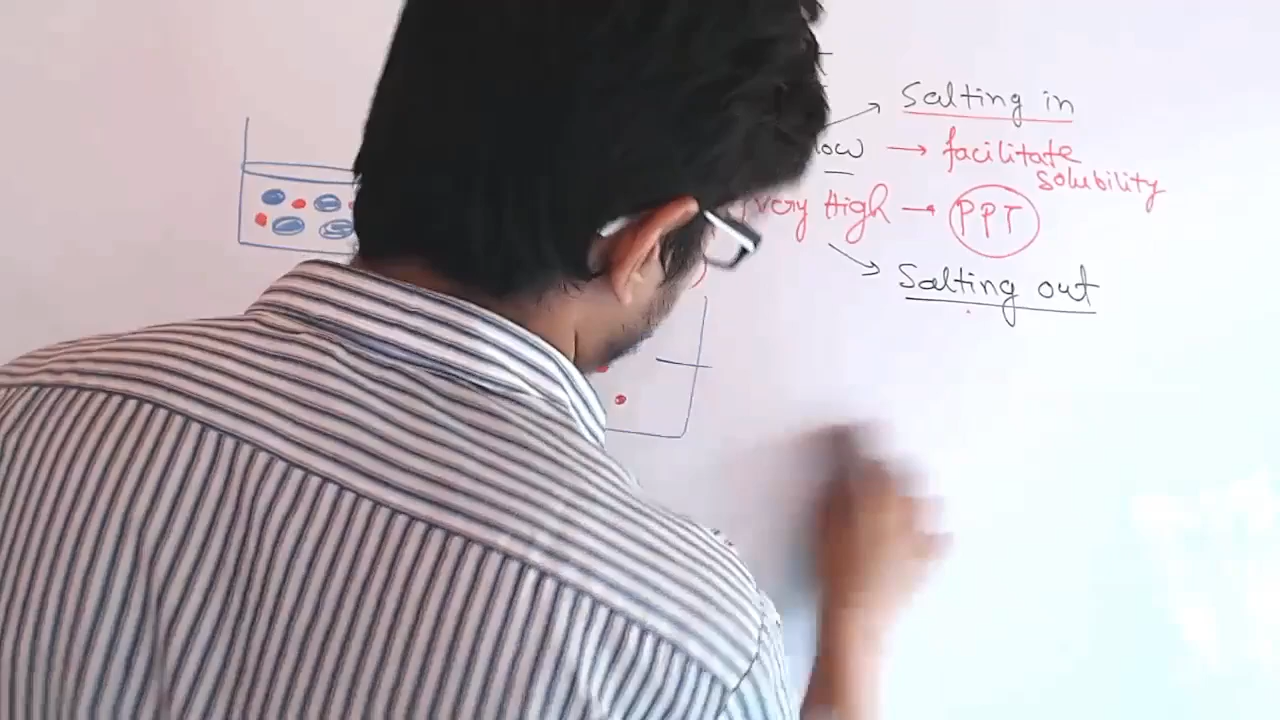 Salting in
low → facilitate
solubility
very High → PPT
Salting out